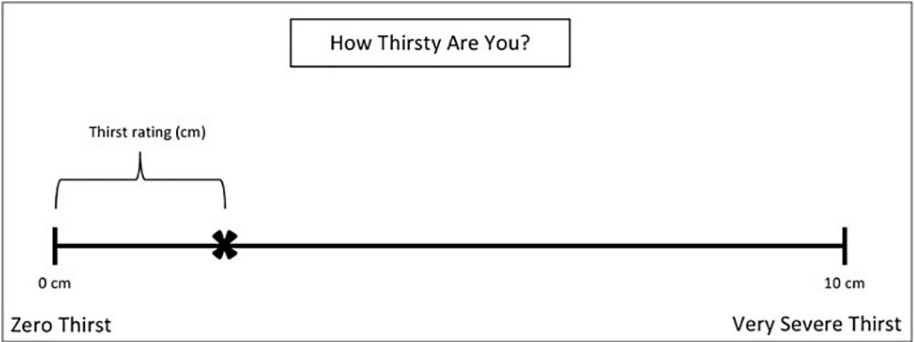 How Thirsty Are You?
Thirst rating (cm)
0 cm
10 cm
Zero Thirst
Very Severe Thirst